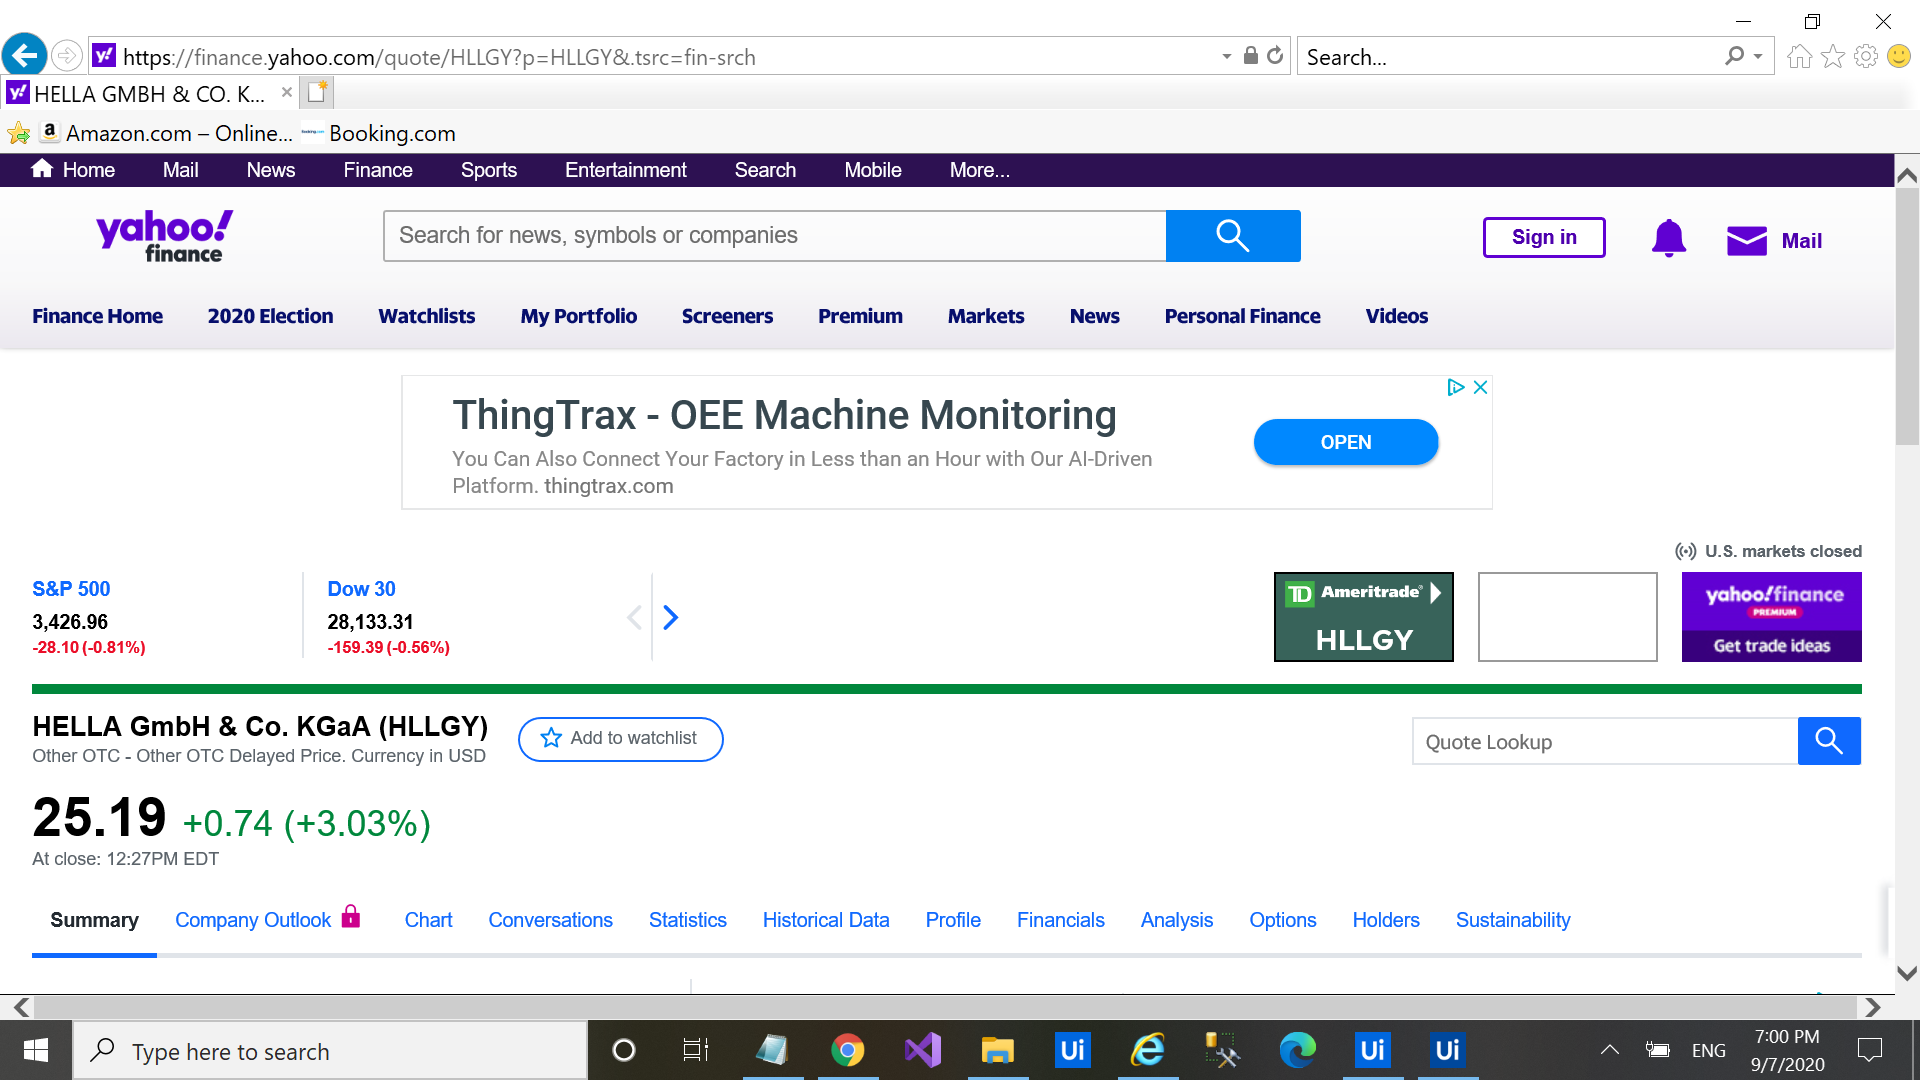 https://finance.yahoo.com/quote/HLLGY?p=HLLGY&.tsrc=fin-srch
Search...
HELLA GMBH & CO. K...
Amazon.com – Online...
Booking.com
Home Mail News Finance Sports Entertainment Search Mobile More...
yahoo!
finance
Search for news, symbols or companies
Sign in
Mail
Finance Home 2020 Election Watchlists My Portfolio Screeners Premium Markets News Personal Finance Videos
ThingTrax - OEE Machine Monitoring
You Can Also Connect Your Factory in Less than an Hour with Our AI-Driven
Platform. thingtrax.com
OPEN
U.S. markets closed
S&P 500
3,426.96
-28.10 (-0.81%)
Dow 30
28,133.31
-159.39 (-0.56%)
TD Ameritrade
HLLGY
yahoo!finance
PREMIUM
Get trade ideas
HELLA GmbH & Co. KGaA (HLLGY)
Other OTC - Other OTC Delayed Price. Currency in USD
Add to watchlist
Quote Lookup
25.19 +0.74 (+3.03%)
At close: 12:27PM EDT
Summary Company Outlook Chart Conversations Statistics Historical Data Profile Financials Analysis Options Holders Sustainability
Type here to search
Ui
Ui
Ui
ENG
7:00 PM
9/7/2020